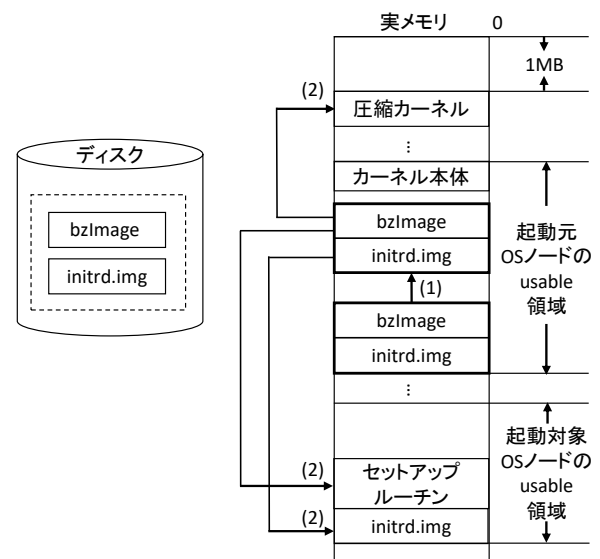 実メモリ 0
1MB
(2)
圧縮カーネル
…
ディスク
カーネル本体
bzImage
initrd.img
bzImage
initrd.img
(1)
bzImage
initrd.img
起動元
OSノードの
usable
領域
…
起動対象
OSノードの
usable
領域
(2)
セットアップ
ルーチン
(2)
initrd.img